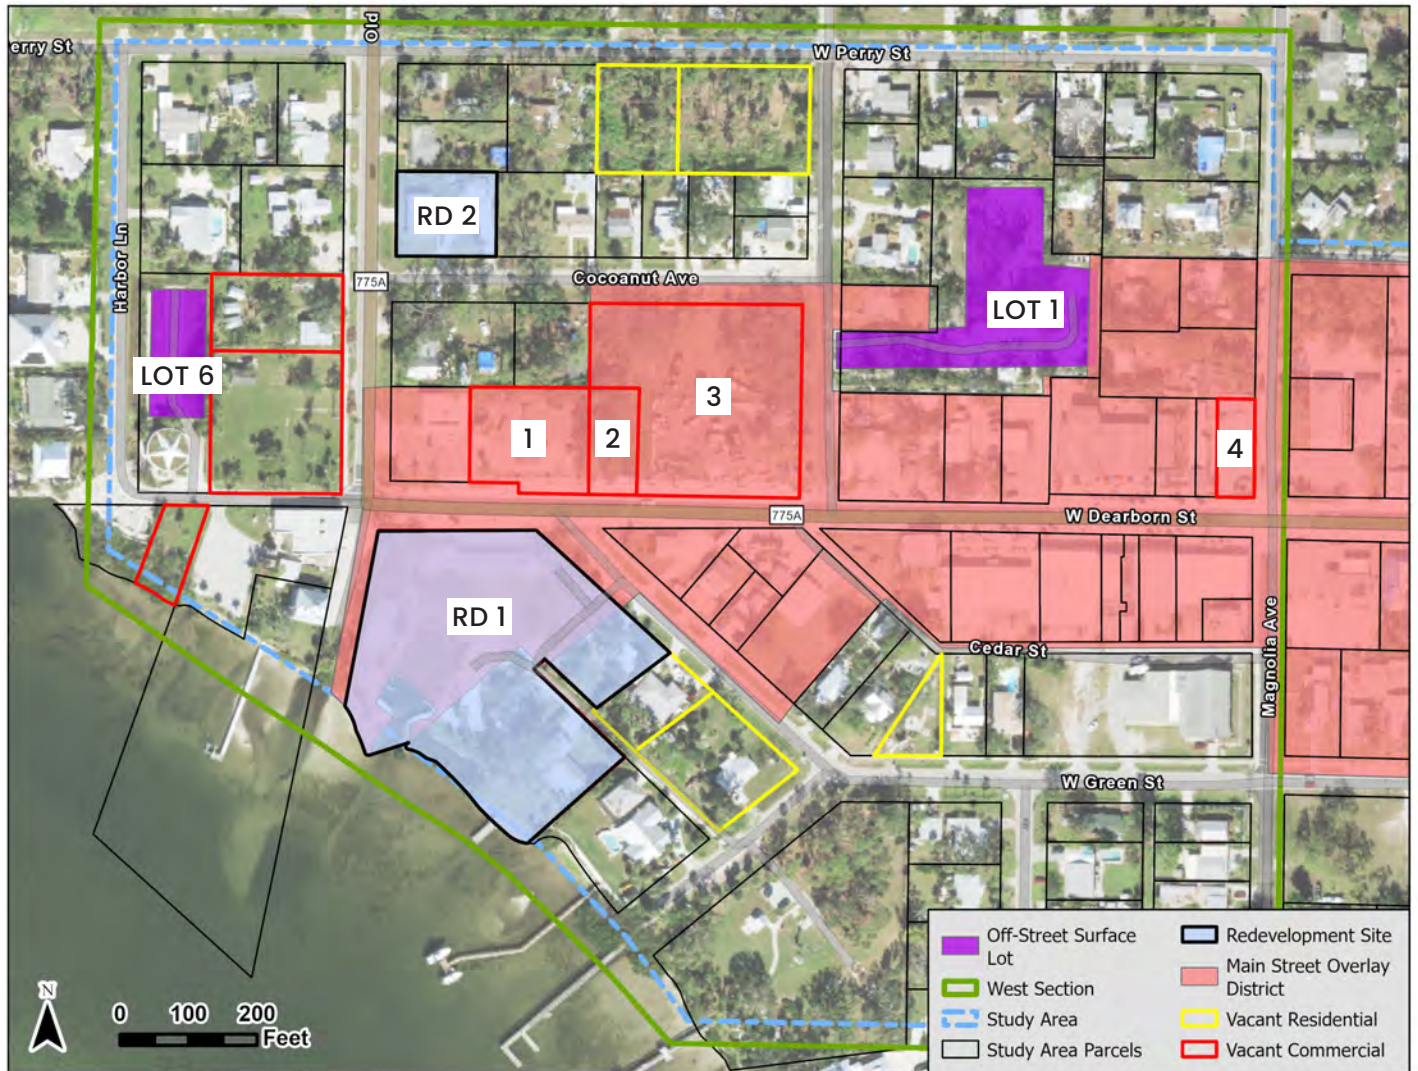 erry St
Old
W Perry St
RD 2
Harbor Ln
775A
Cocoanut Ave
LOT 1
LOT 6
3
1
2
4
775A
W Dearborn St
RD 1
Cedar St
Magnolia Ave
W Green St
N
0 100 200
Feet
Off-Street Surface
Lot
West Section
Study Area
Study Area Parcels
Redevelopment Site
Main Street Overlay
District
Vacant Residential
Vacant Commercial